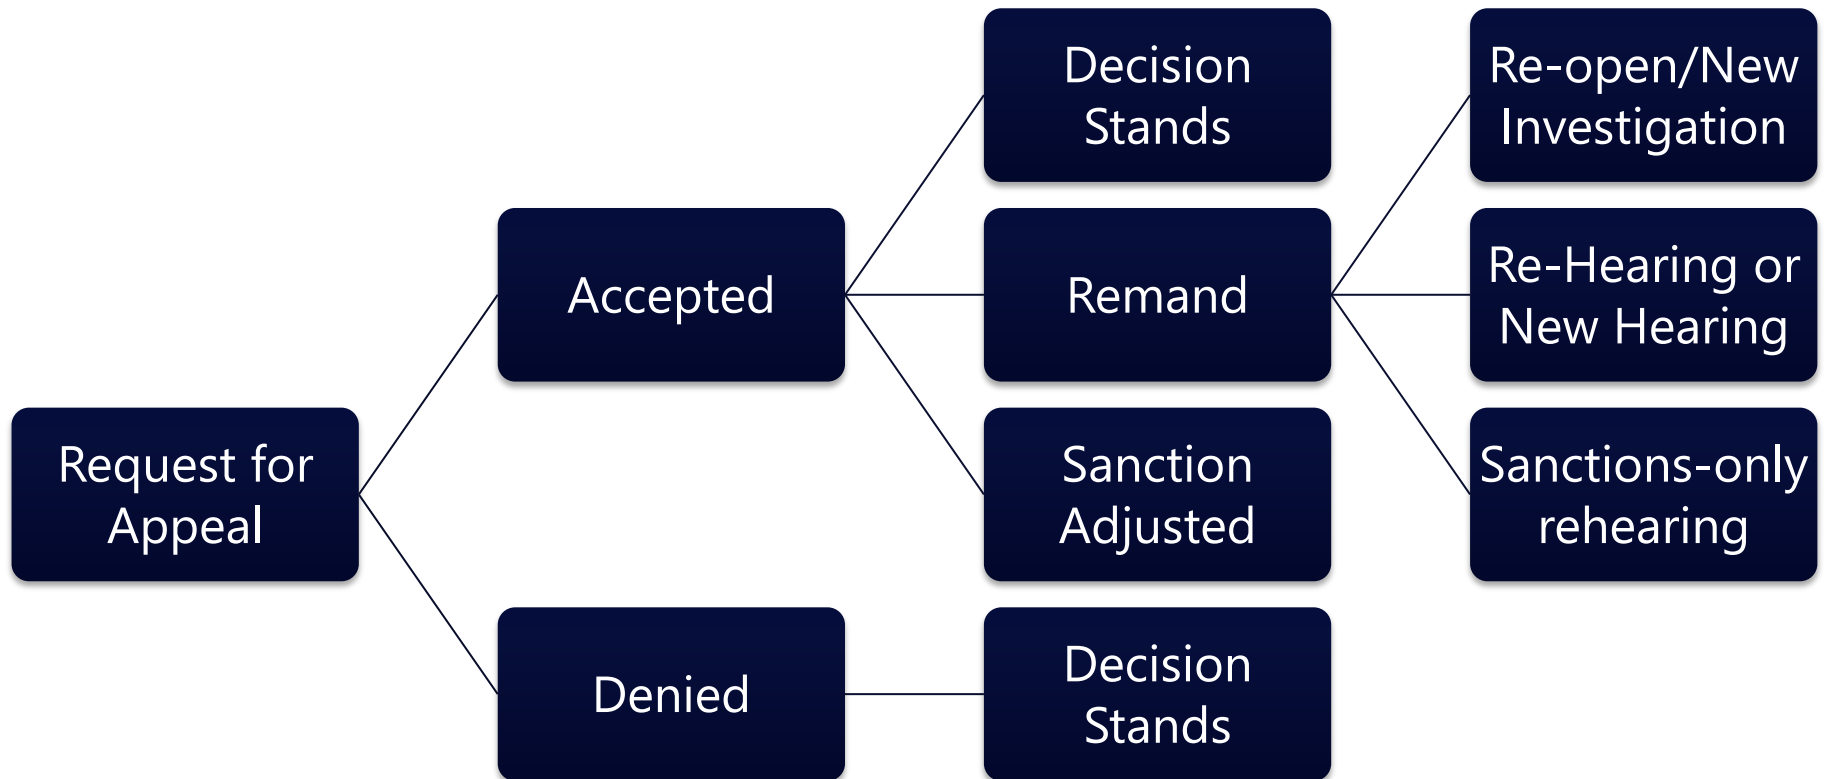 Request for
Appeal
Accepted
Denied
Decision
Stands
Remand
Sanction
Adjusted
Decision
Stands
Re-open/New
Investigation
Re-Hearing or
New Hearing
Sanctions-only
rehearing